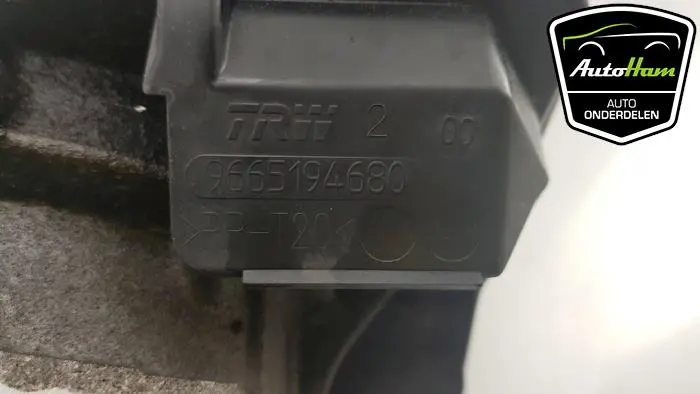 TRW 2 00
9665194680
>PP-T20<
AutoHam
AUTO
ONDERDELEN